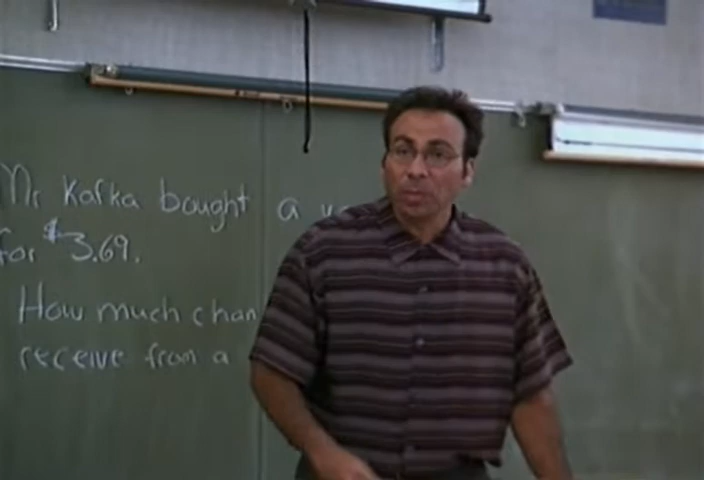 Mr Kafka bought a
for $3.69.
How much chan
receive from a